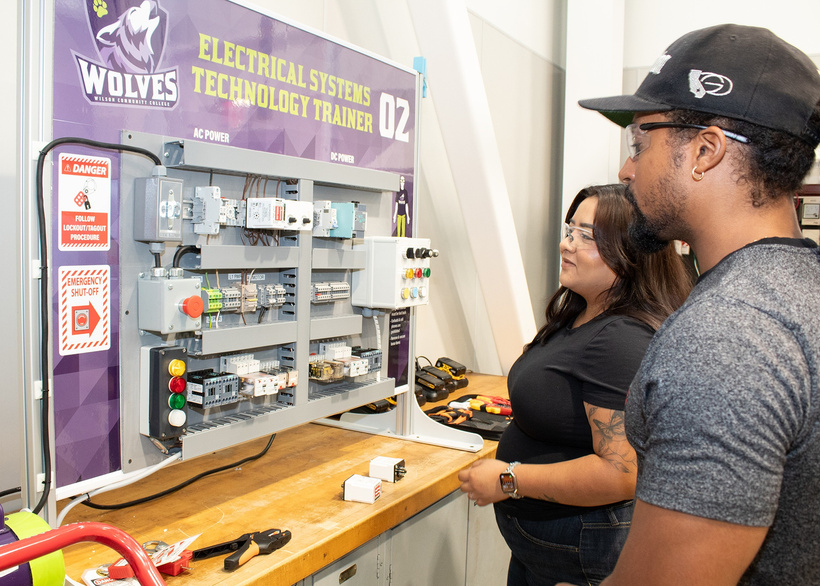 WOLVES
WILSON COMMUNITY COLLEGE
ELECTRICAL SYSTEMS
TECHNOLOGY TRAINER
02
AC POWER
DC POWER
DANGER
FOLLOW
LOCKOUT/TAGOUT
PROCEDURE
EMERGENCY
SHUT-OFF